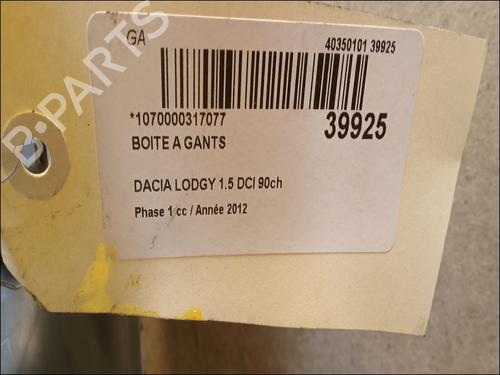 GA
40350101 39925
*1070000317077
39925
BOITE A GANTS
DACIA LODGY 1.5 DCI 90ch
Phase 1 cc / Année 2012
B-PARTS